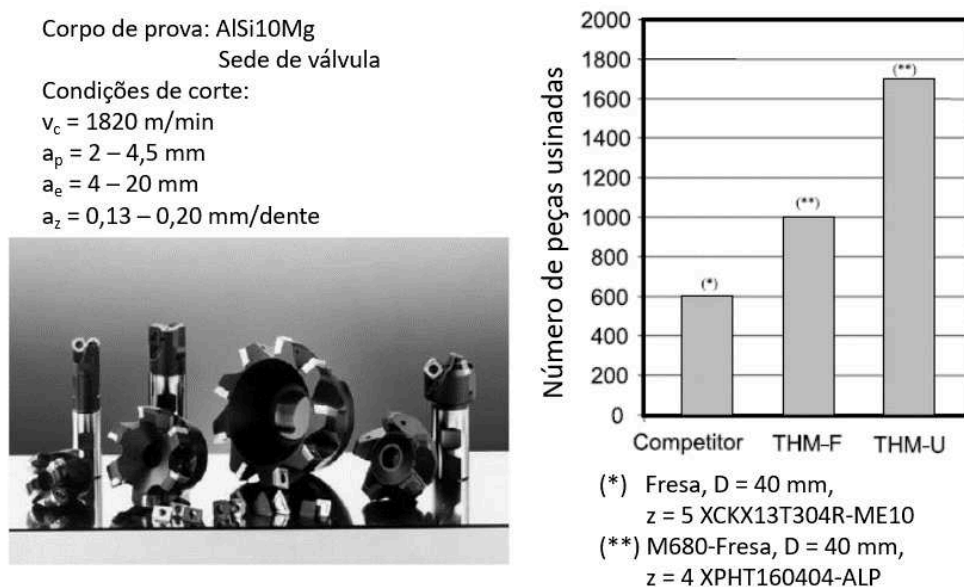 Corpo de prova: AlSi10Mg
Sede de válvula
Condições de corte:
v_c = 1820 m/min
a_p = 2 – 4,5 mm
a_e = 4 – 20 mm
a_z = 0,13 – 0,20 mm/dente
Número de peças usinadas
2000
1800
1600
1400
1200
1000
800
600
400
200
0
(*)
(**)
(**)
Competitor THM-F THM-U
(*) Fresa, D = 40 mm,
z = 5 XCKX13T304R-ME10
(**) M680-Fresa, D = 40 mm,
z = 4 XPHT160404-ALP